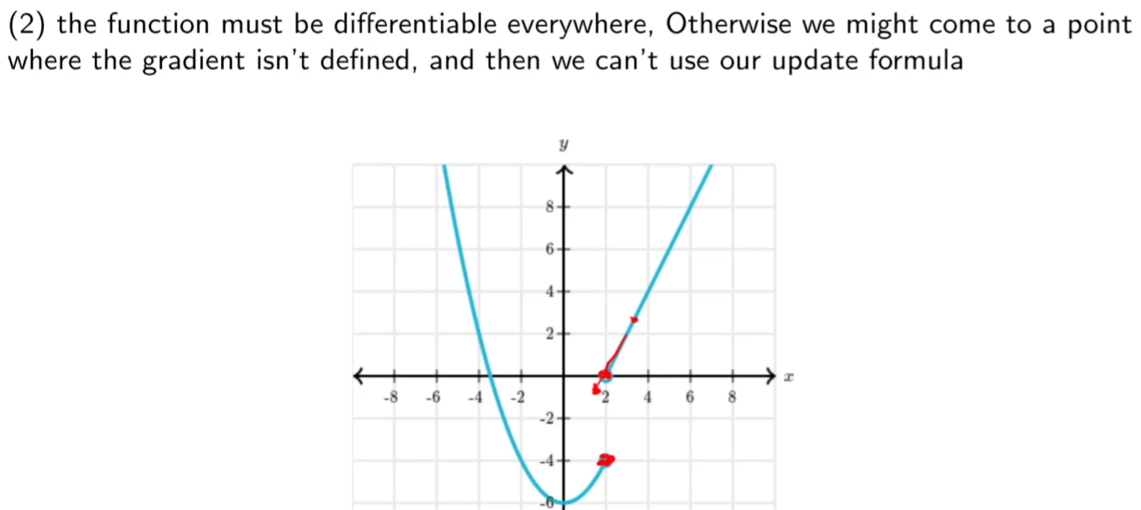 (2) the function must be differentiable everywhere, Otherwise we might come to a point
where the gradient isn't defined, and then we can't use our update formula
y
8
6
4
2
x
-8 -6 -4 -2 2 4 6 8
-2
-4
-6